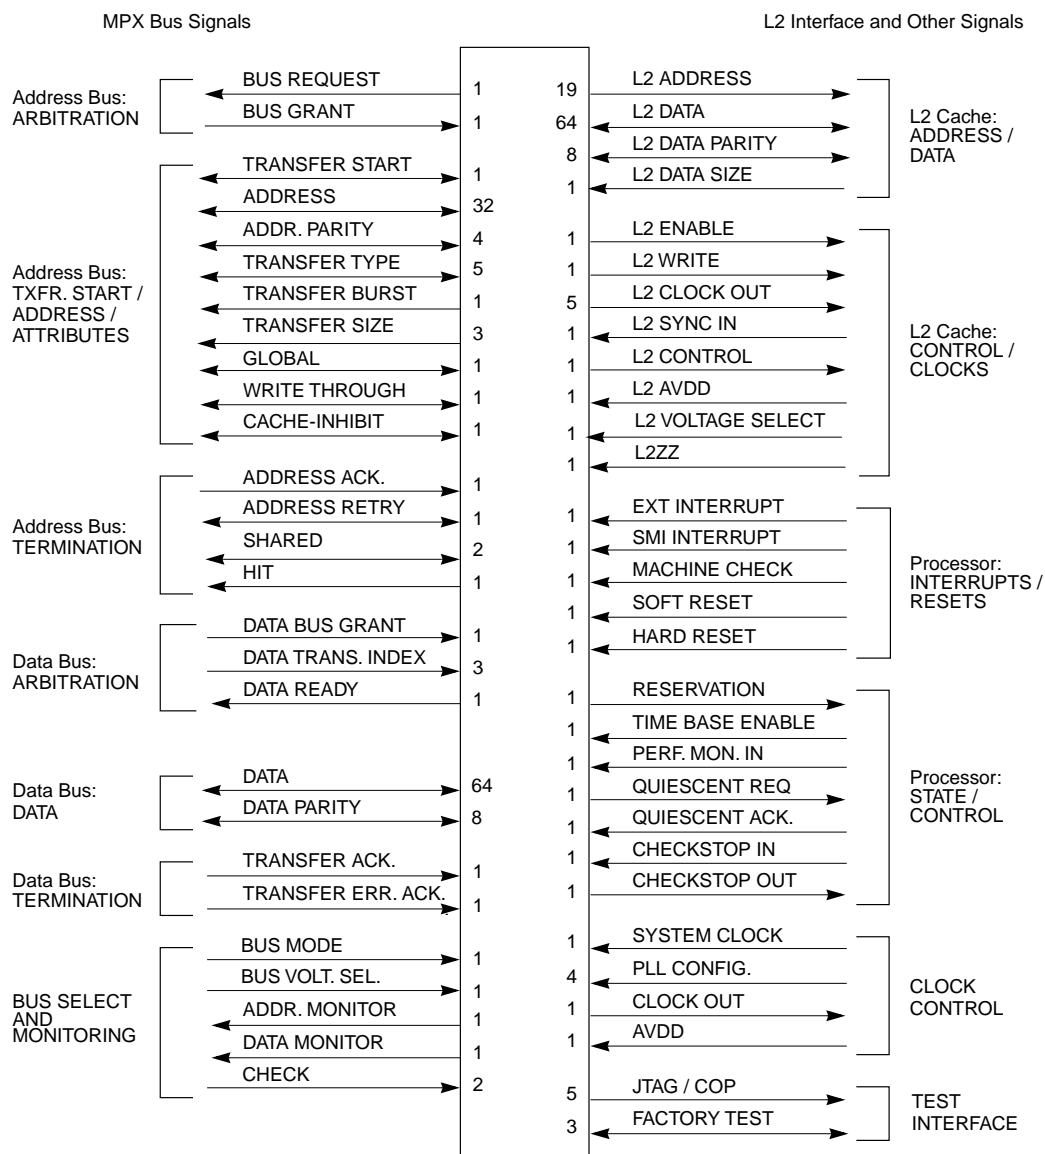 MPX Bus Signals
L2 Interface and Other Signals
Address Bus:
ARBITRATION
BUS REQUEST
1
BUS GRANT
1
Address Bus:
TXFR. START /
ADDRESS /
ATTRIBUTES
TRANSFER START
1
ADDRESS
32
ADDR. PARITY
4
TRANSFER TYPE
5
TRANSFER BURST
1
TRANSFER SIZE
3
GLOBAL
1
WRITE THROUGH
1
CACHE-INHIBIT
1
Address Bus:
TERMINATION
ADDRESS ACK.
1
ADDRESS RETRY
1
SHARED
2
HIT
1
Data Bus:
ARBITRATION
DATA BUS GRANT
1
DATA TRANS. INDEX
3
DATA READY
1
Data Bus:
DATA
DATA
64
DATA PARITY
8
Data Bus:
TERMINATION
TRANSFER ACK.
1
TRANSFER ERR. ACK.
1
BUS SELECT
AND
MONITORING
BUS MODE
1
BUS VOLT. SEL.
1
ADDR. MONITOR
1
DATA MONITOR
1
CHECK
2
19
L2 ADDRESS
64
L2 DATA
8
L2 DATA PARITY
1
L2 DATA SIZE
L2 Cache:
ADDRESS /
DATA
1
L2 ENABLE
1
L2 WRITE
5
L2 CLOCK OUT
1
L2 SYNC IN
1
L2 CONTROL
1
L2 AVDD
1
L2 VOLTAGE SELECT
1
L2ZZ
L2 Cache:
CONTROL /
CLOCKS
1
EXT INTERRUPT
1
SMI INTERRUPT
1
MACHINE CHECK
1
SOFT RESET
1
HARD RESET
Processor:
INTERRUPTS /
RESETS
1
RESERVATION
1
TIME BASE ENABLE
1
PERF. MON. IN
1
QUIESCENT REQ
1
QUIESCENT ACK.
1
CHECKSTOP IN
1
CHECKSTOP OUT
Processor:
STATE /
CONTROL
1
SYSTEM CLOCK
4
PLL CONFIG.
1
CLOCK OUT
1
AVDD
CLOCK
CONTROL
5
JTAG / COP
3
FACTORY TEST
TEST
INTERFACE